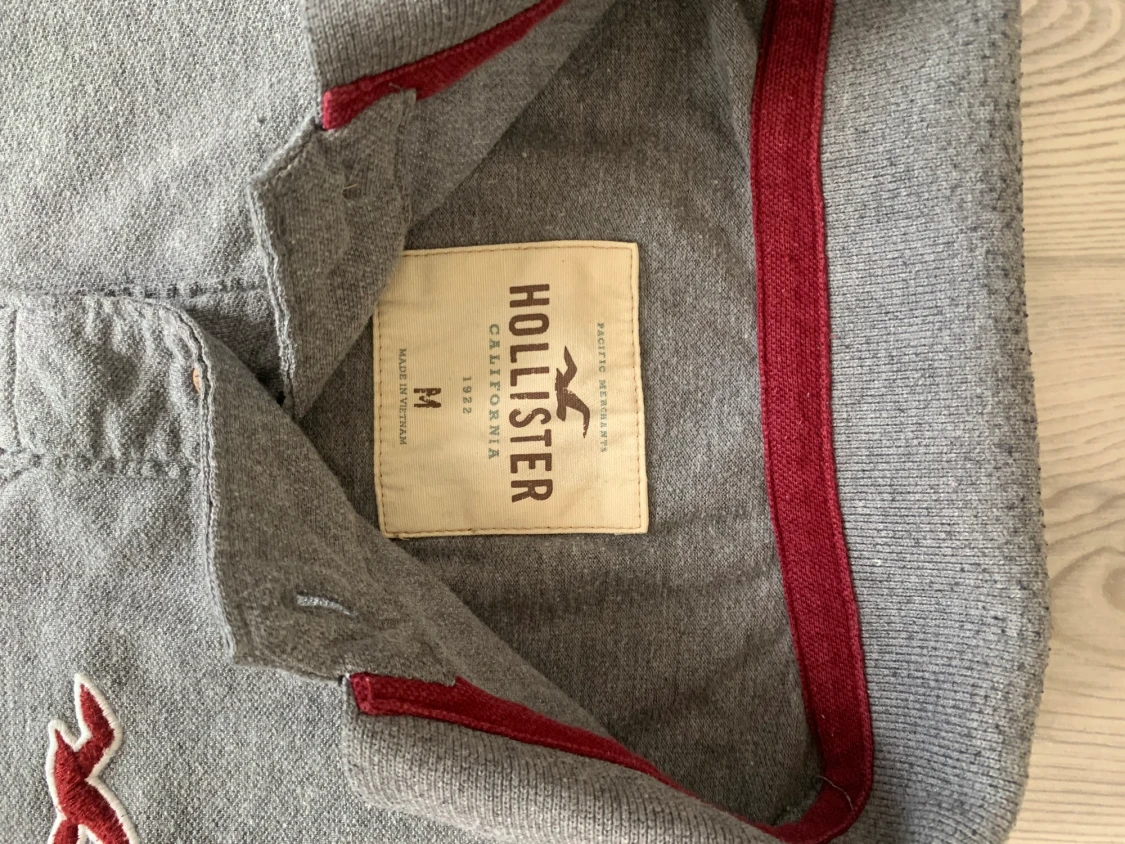 PACIFIC MERCHANTS
HOLLISTER
CALIFORNIA
1922
M
MADE IN VIETNAM